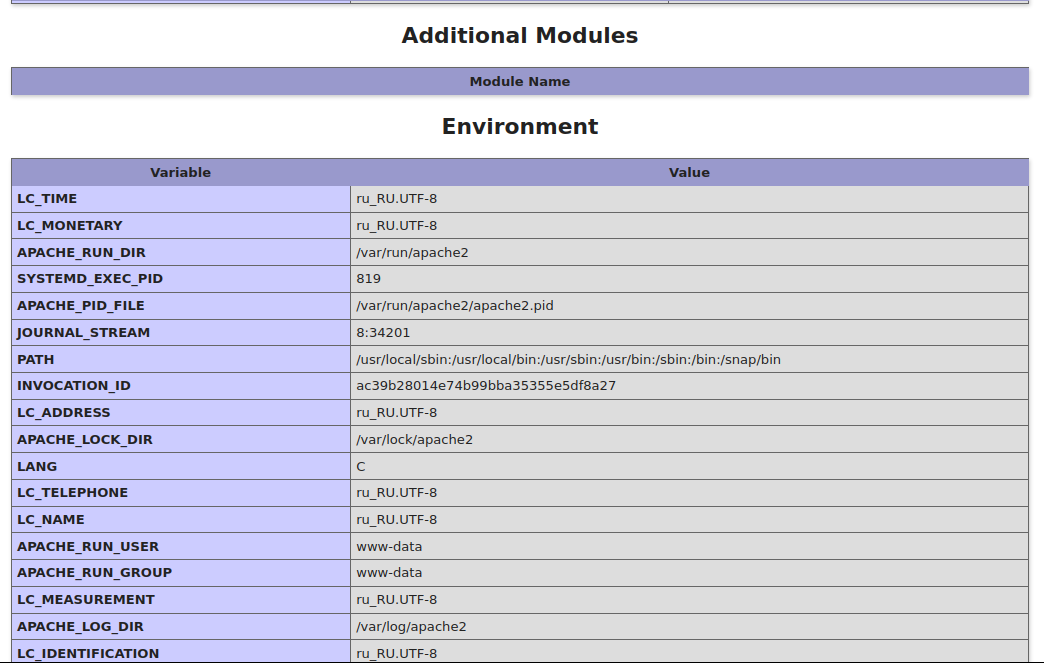 Additional Modules
Module Name
Environment
Variable Value
LC_TIME ru_RU.UTF-8
LC_MONETARY ru_RU.UTF-8
APACHE_RUN_DIR /var/run/apache2
SYSTEMD_EXEC_PID 819
APACHE_PID_FILE /var/run/apache2/apache2.pid
JOURNAL_STREAM 8:34201
PATH /usr/local/sbin:/usr/local/bin:/usr/sbin:/usr/bin:/sbin:/bin:/snap/bin
INVOCATION_ID ac39b28014e74b99bba35355e5df8a27
LC_ADDRESS ru_RU.UTF-8
APACHE_LOCK_DIR /var/lock/apache2
LANG C
LC_TELEPHONE ru_RU.UTF-8
LC_NAME ru_RU.UTF-8
APACHE_RUN_USER www-data
APACHE_RUN_GROUP www-data
LC_MEASUREMENT ru_RU.UTF-8
APACHE_LOG_DIR /var/log/apache2
LC_IDENTIFICATION ru_RU.UTF-8